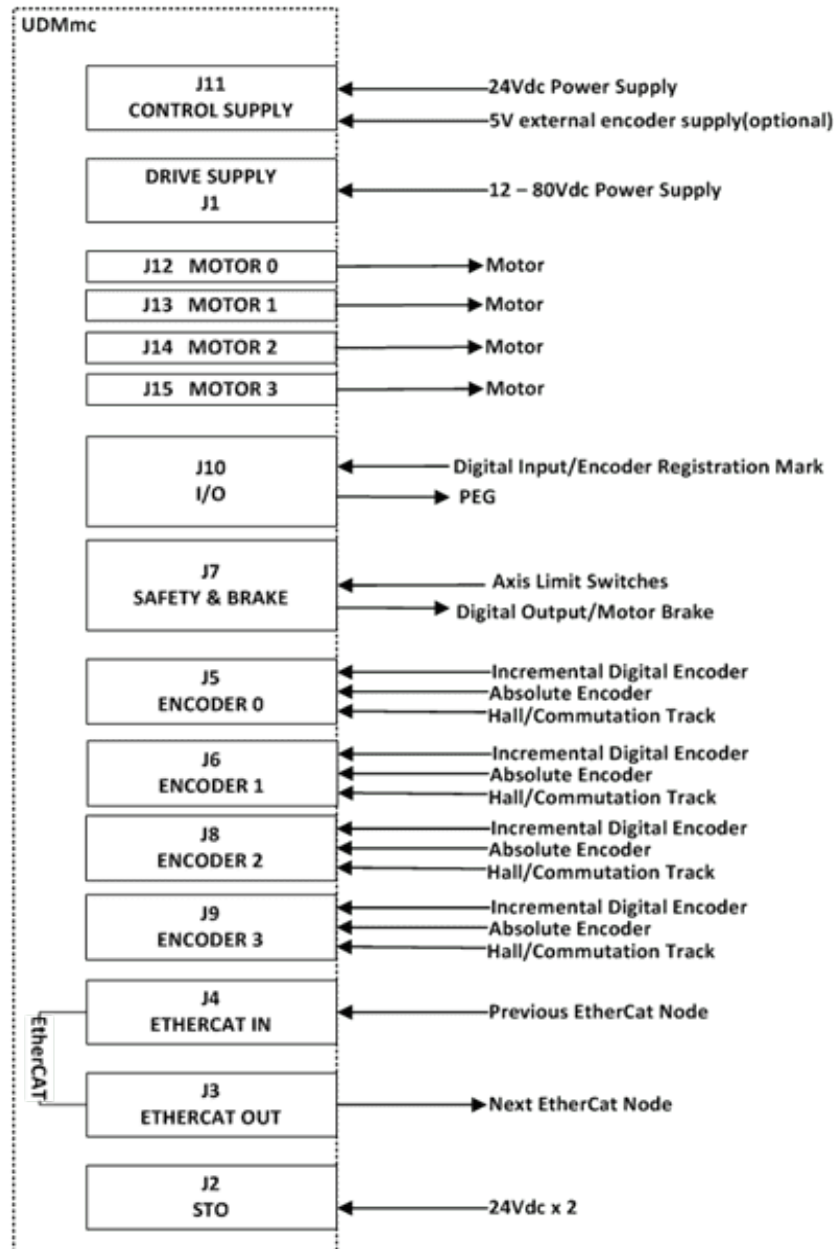 UDMmc
J11
CONTROL SUPPLY
24Vdc Power Supply
5V external encoder supply(optional)
DRIVE SUPPLY
J1
12 – 80Vdc Power Supply
J12 MOTOR 0
Motor
J13 MOTOR 1
Motor
J14 MOTOR 2
Motor
J15 MOTOR 3
Motor
J10
I/O
Digital Input/Encoder Registration Mark
PEG
J7
SAFETY & BRAKE
Axis Limit Switches
Digital Output/Motor Brake
J5
ENCODER 0
Incremental Digital Encoder
Absolute Encoder
Hall/Commutation Track
J6
ENCODER 1
Incremental Digital Encoder
Absolute Encoder
Hall/Commutation Track
J8
ENCODER 2
Incremental Digital Encoder
Absolute Encoder
Hall/Commutation Track
J9
ENCODER 3
Incremental Digital Encoder
Absolute Encoder
Hall/Commutation Track
EtherCAT
J4
ETHERCAT IN
Previous EtherCat Node
J3
ETHERCAT OUT
Next EtherCat Node
J2
STO
24Vdc x 2